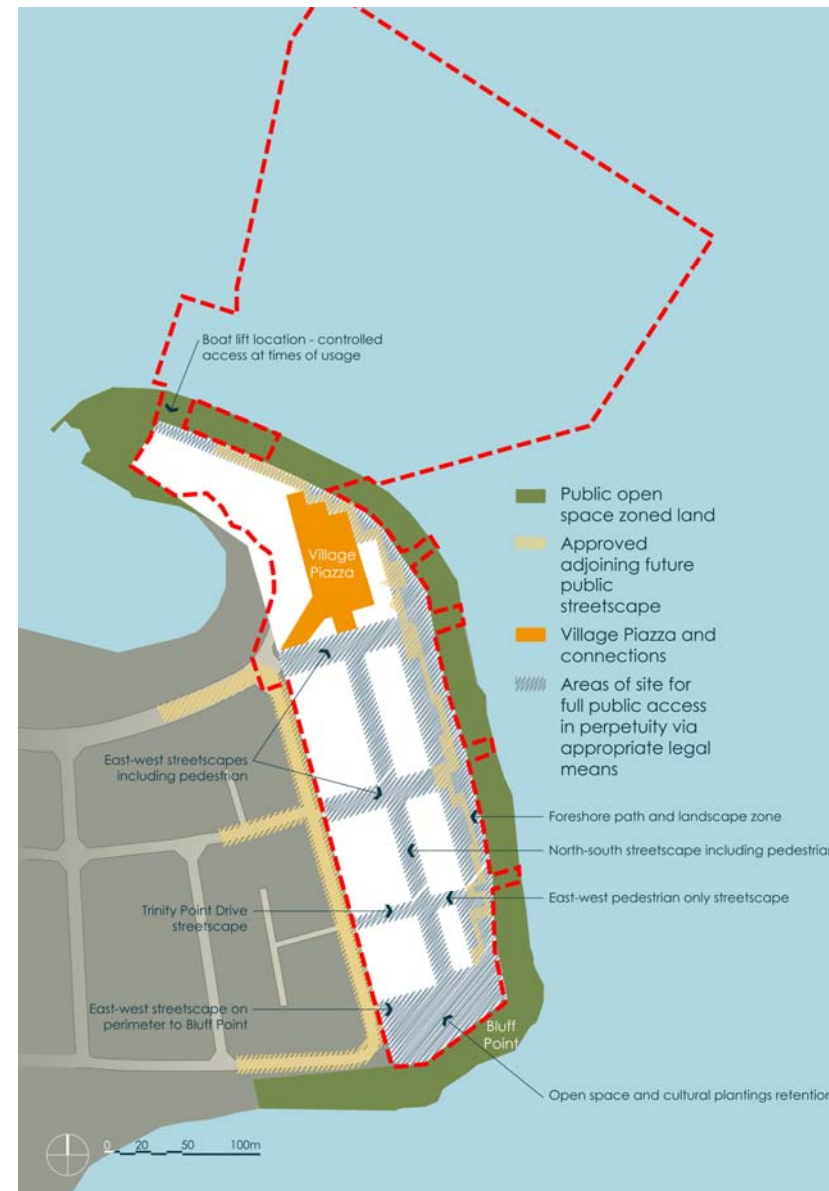 Boat lift location - controlled
access at times of usage
Village
Piazza
Public open
space zoned land
Approved
adjoining future
public
streetscape
Village Piazza and
connections
Areas of site for
full public access
in perpetuity via
appropriate legal
means
East-west streetscapes
including pedestrian
Foreshore path and landscape zone
North-south streetscape including pedestrian
East-west pedestrian only streetscape
Trinity Point Drive
streetscape
East-west streetscape on
perimeter to Bluff Point
Bluff
Point
Open space and cultural plantings retention
0 20 50 100m